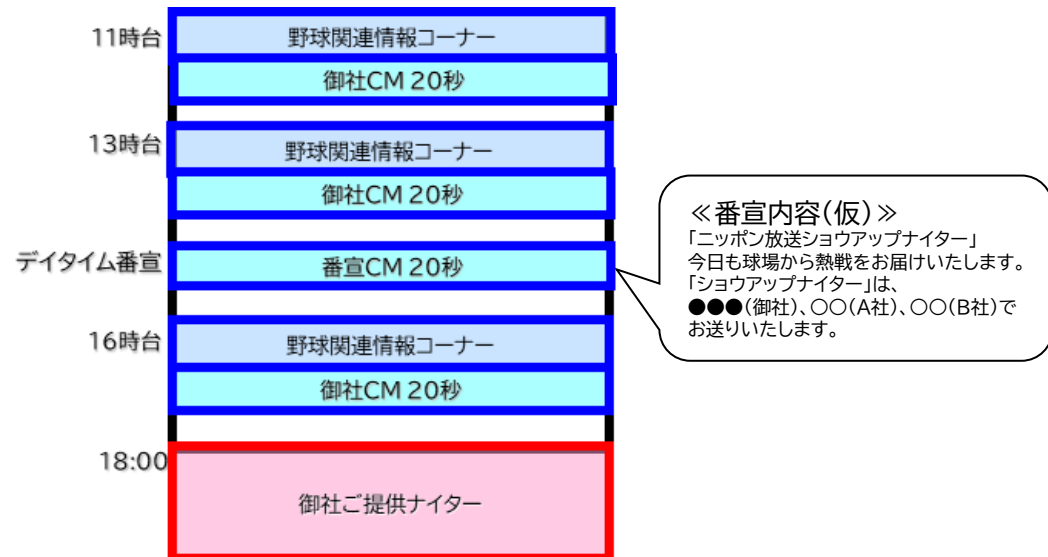 11時台
野球関連情報コーナー
御社CM 20秒
13時台
野球関連情報コーナー
御社CM 20秒
デイタイム番宣
番宣CM 20秒
≪番宣内容(仮)≫
「ニッポン放送ショウアップナイター」
今日も球場から熱戦をお届けいたします。
「ショウアップナイター」は、
●●●(御社)、〇〇(A社)、〇〇(B社)で
お送りいたします。
16時台
野球関連情報コーナー
御社CM 20秒
18:00
御社ご提供ナイター